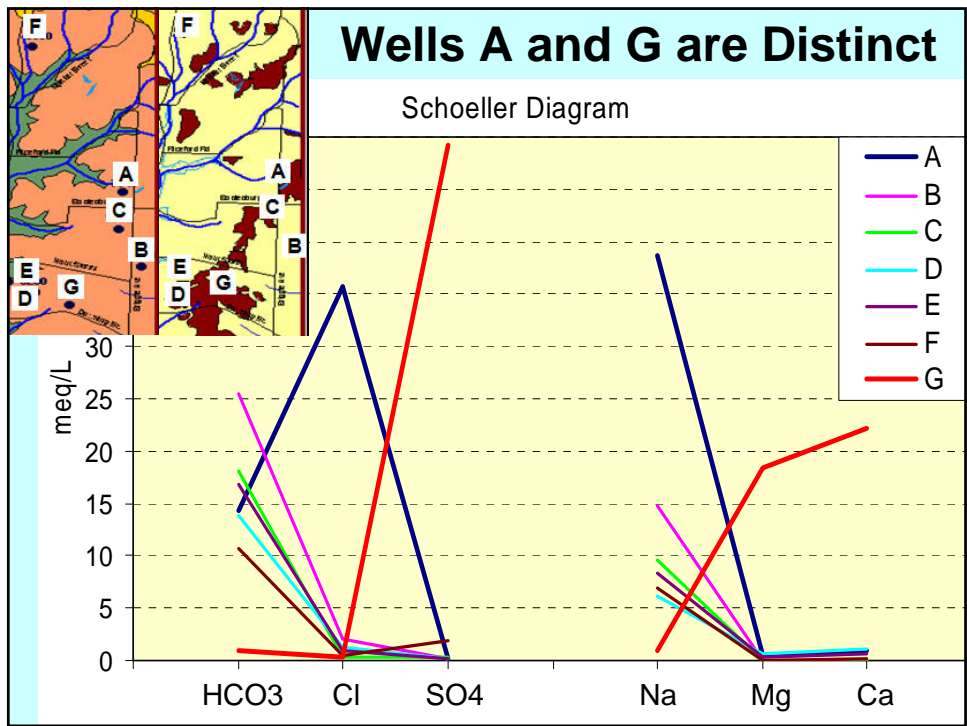 Wells A and G are Distinct
Schoeller Diagram
F
A
C
B
E
D
G
F
A
C
B
E
D
G
A
B
C
D
E
F
G
meq/L
30
25
20
15
10
5
0
HCO3
Cl
SO4
Na
Mg
Ca